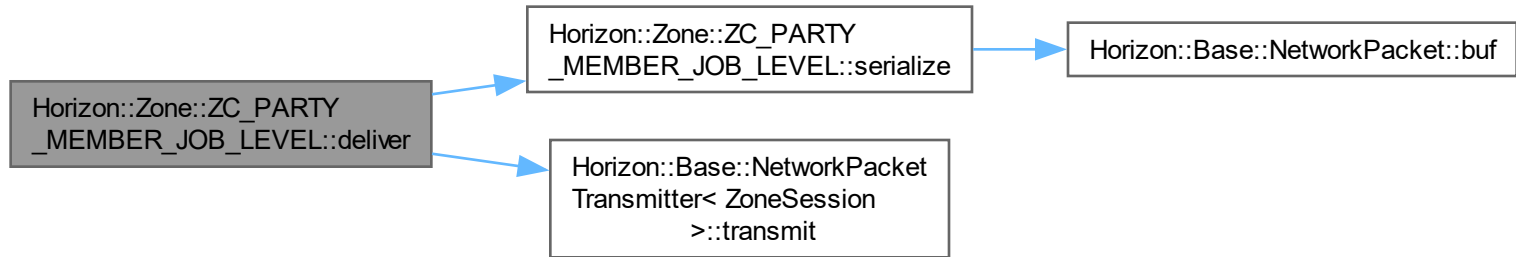 Horizon::Zone::ZC_PARTY
_MEMBER_JOB_LEVEL::deliver
Horizon::Zone::ZC_PARTY
_MEMBER_JOB_LEVEL::serialize
Horizon::Base::NetworkPacket::buf
Horizon::Base::NetworkPacket
Transmitter< ZoneSession
>::transmit